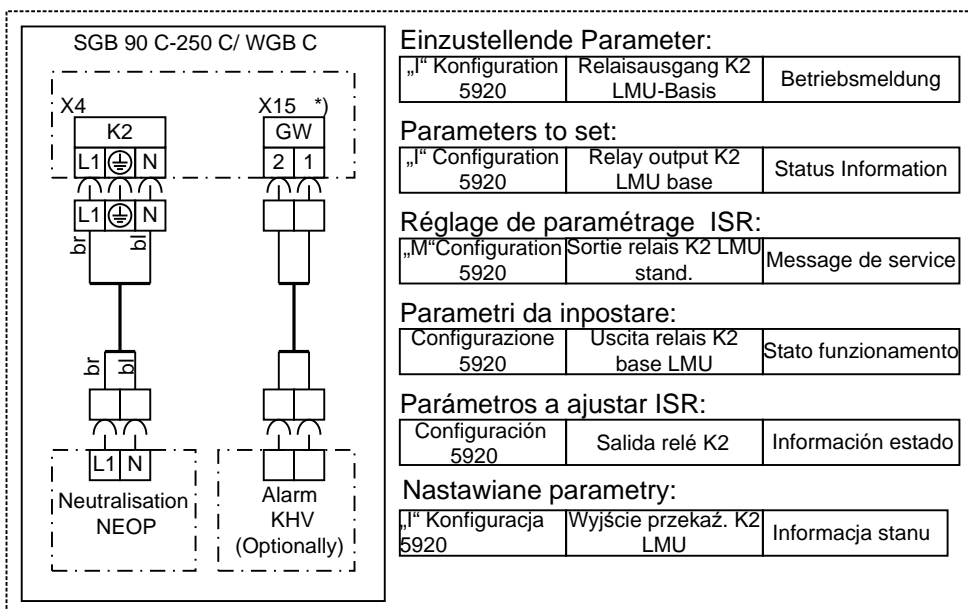 SGB 90 C-250 C/ WGB C
X4
X15 *)
K2
GW
L1 N
2 1
L1 N
br
bl
br
bl
L1 N
Neutralisation
NEOP
Alarm
KHV
(Optionally)
Einzustellende Parameter:
„I“ Konfiguration
5920
Relaisausgang K2
LMU-Basis
Betriebsmeldung
Parameters to set:
„I“ Configuration
5920
Relay output K2
LMU base
Status Information
Réglage de paramétrage ISR:
„M“Configuration
5920
Sortie relais K2 LMU
stand.
Message de service
Parametri da inpostare:
Configurazione
5920
Uscita relais K2
base LMU
Stato funzionamento
Parámetros a ajustar ISR:
Configuración
5920
Salida relé K2
Información estado
Nastawiane parametry:
„I“ Konfiguracja
5920
Wyjście przekaź. K2
LMU
Informacja stanu